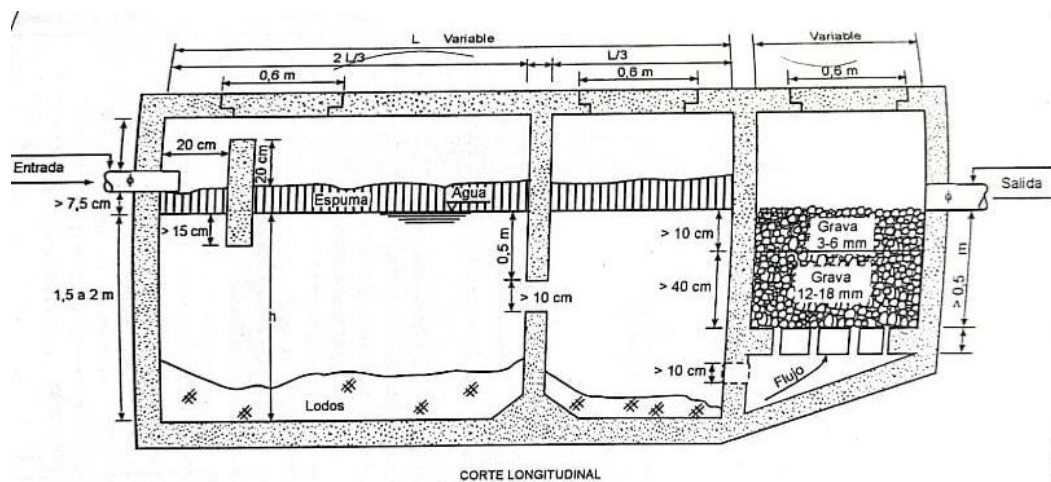 L Variable
Variable
2 L/3
L/3
0,6 m
0,6 m
0,6 m
Entrada
ϕ
20 cm
20 cm
Espuma
Agua
> 7,5 cm
> 15 cm
0,5 m
> 10 cm
> 10 cm
> 40 cm
Grava
3-6 mm
Grava
12-18 mm
Salida
ϕ
> 0,5 m
1,5 a 2 m
h
> 10 cm
Flujo
Lodos
CORTE LONGITUDINAL